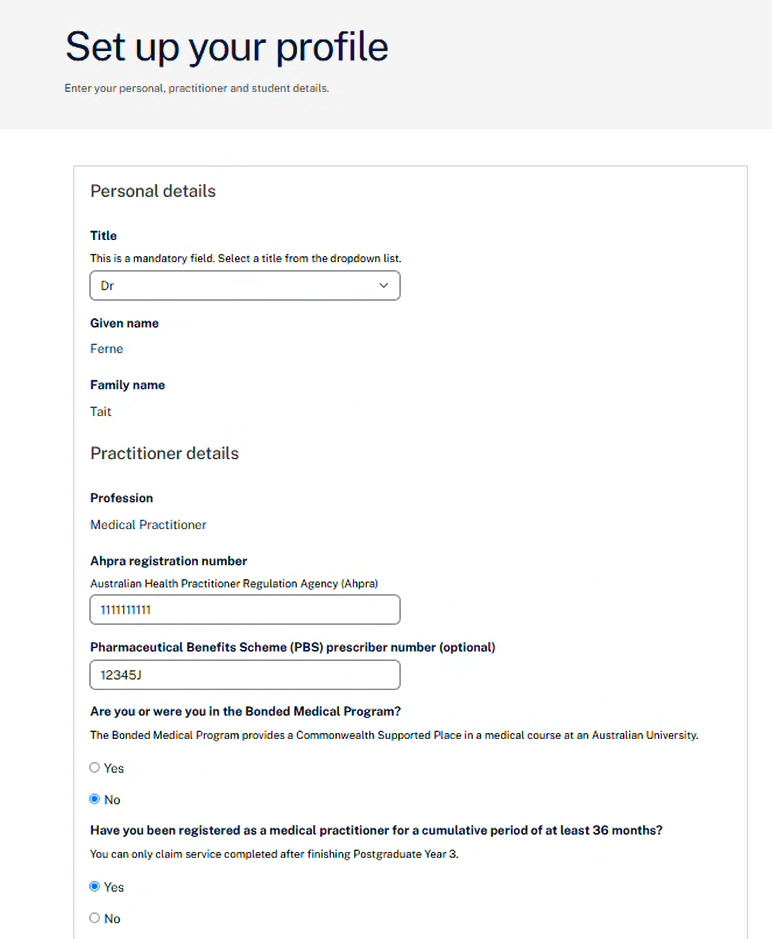 Set up your profile
Enter your personal, practitioner and student details.
Personal details
Title
This is a mandatory field. Select a title from the dropdown list.
Dr
Given name
Ferne
Family name
Tait
Practitioner details
Profession
Medical Practitioner
Ahpra registration number
Australian Health Practitioner Regulation Agency (Ahpra)
1111111111
Pharmaceutical Benefits Scheme (PBS) prescriber number (optional)
12345J
Are you or were you in the Bonded Medical Program?
The Bonded Medical Program provides a Commonwealth Supported Place in a medical course at an Australian University.
Yes
No
Have you been registered as a medical practitioner for a cumulative period of at least 36 months?
You can only claim service completed after finishing Postgraduate Year 3.
Yes
No